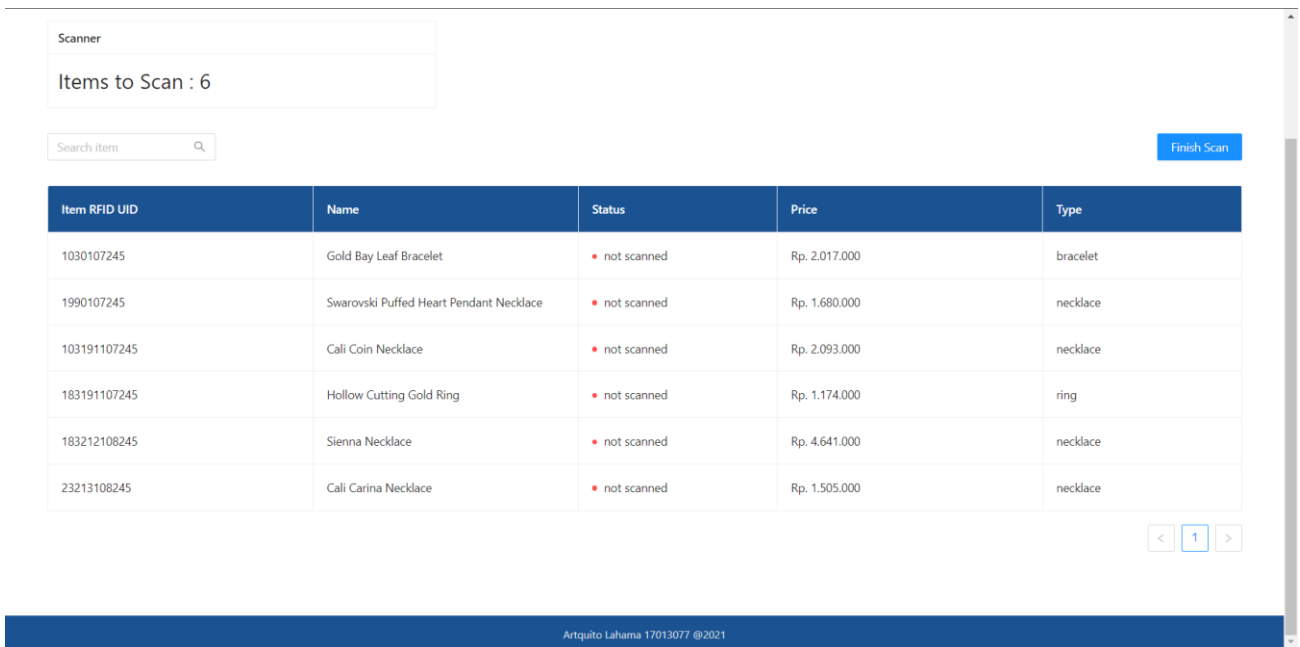 Scanner
Items to Scan : 6
Search item
Finish Scan
Item RFID UID Name Status Price Type
1030107245 Gold Bay Leaf Bracelet not scanned Rp. 2.017.000 bracelet
1990107245 Swarovski Puffed Heart Pendant Necklace not scanned Rp. 1.680.000 necklace
103191107245 Cali Coin Necklace not scanned Rp. 2.093.000 necklace
183191107245 Hollow Cutting Gold Ring not scanned Rp. 1.174.000 ring
183212108245 Sienna Necklace not scanned Rp. 4.641.000 necklace
23213108245 Cali Carina Necklace not scanned Rp. 1.505.000 necklace
< 1 >
Artquito Lahama 17013077 @2021